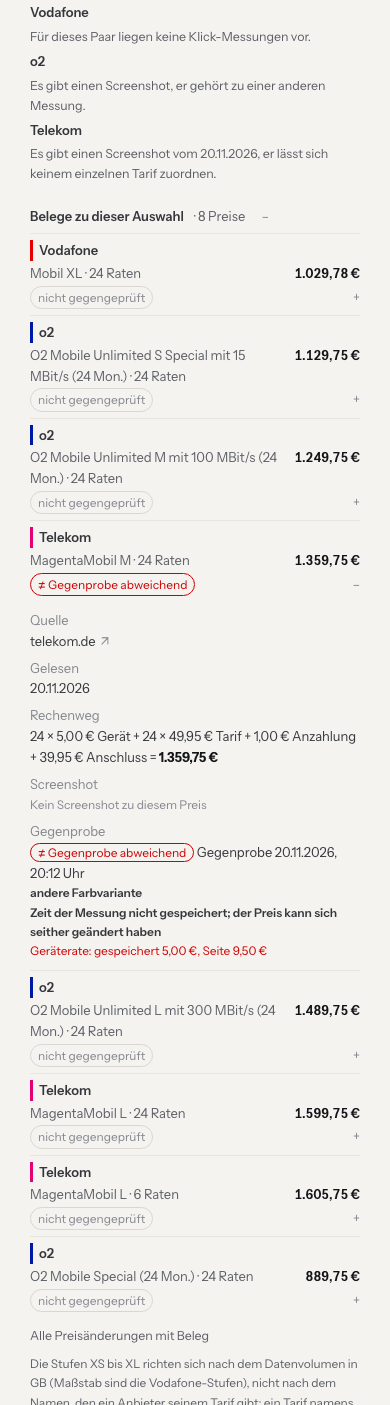 Vodafone
Für dieses Paar liegen keine Klick-Messungen vor.
o2
Es gibt einen Screenshot, er gehört zu einer anderen
Messung.
Telekom
Es gibt einen Screenshot vom 20.11.2026, er lässt sich
keinem einzelnen Tarif zuordnen.
Belege zu dieser Auswahl · 8 Preise –
Vodafone
Mobil XL · 24 Raten 1.029,78 €
nicht gegengeprüft +
o2
O2 Mobile Unlimited S Special mit 15 1.129,75 €
MBit/s (24 Mon.) · 24 Raten
nicht gegengeprüft +
o2
O2 Mobile Unlimited M mit 100 MBit/s (24 1.249,75 €
Mon.) · 24 Raten
nicht gegengeprüft +
Telekom
MagentaMobil M · 24 Raten 1.359,75 €
≠ Gegenprobe abweichend –
Quelle
telekom.de ↗
Gelesen
20.11.2026
Rechenweg
24 × 5,00 € Gerät + 24 × 49,95 € Tarif + 1,00 € Anzahlung
+ 39,95 € Anschluss = 1.359,75 €
Screenshot
Kein Screenshot zu diesem Preis
Gegenprobe
≠ Gegenprobe abweichend Gegenprobe 20.11.2026,
20:12 Uhr
andere Farbvariante
Zeit der Messung nicht gespeichert; der Preis kann sich
seither geändert haben
Geräterate: gespeichert 5,00 €, Seite 9,50 €
o2
O2 Mobile Unlimited L mit 300 MBit/s (24 1.489,75 €
Mon.) · 24 Raten
nicht gegengeprüft +
Telekom
MagentaMobil L · 24 Raten 1.599,75 €
nicht gegengeprüft +
Telekom
MagentaMobil L · 6 Raten 1.605,75 €
nicht gegengeprüft +
o2
O2 Mobile Special (24 Mon.) · 24 Raten 889,75 €
nicht gegengeprüft +
Alle Preisänderungen mit Beleg
Die Stufen XS bis XL richten sich nach dem Datenvolumen in
GB (Maßstab sind die Vodafone-Stufen), nicht nach dem
Namen, den ein Anbieter seinem Tarif gibt; ein Tarif namens